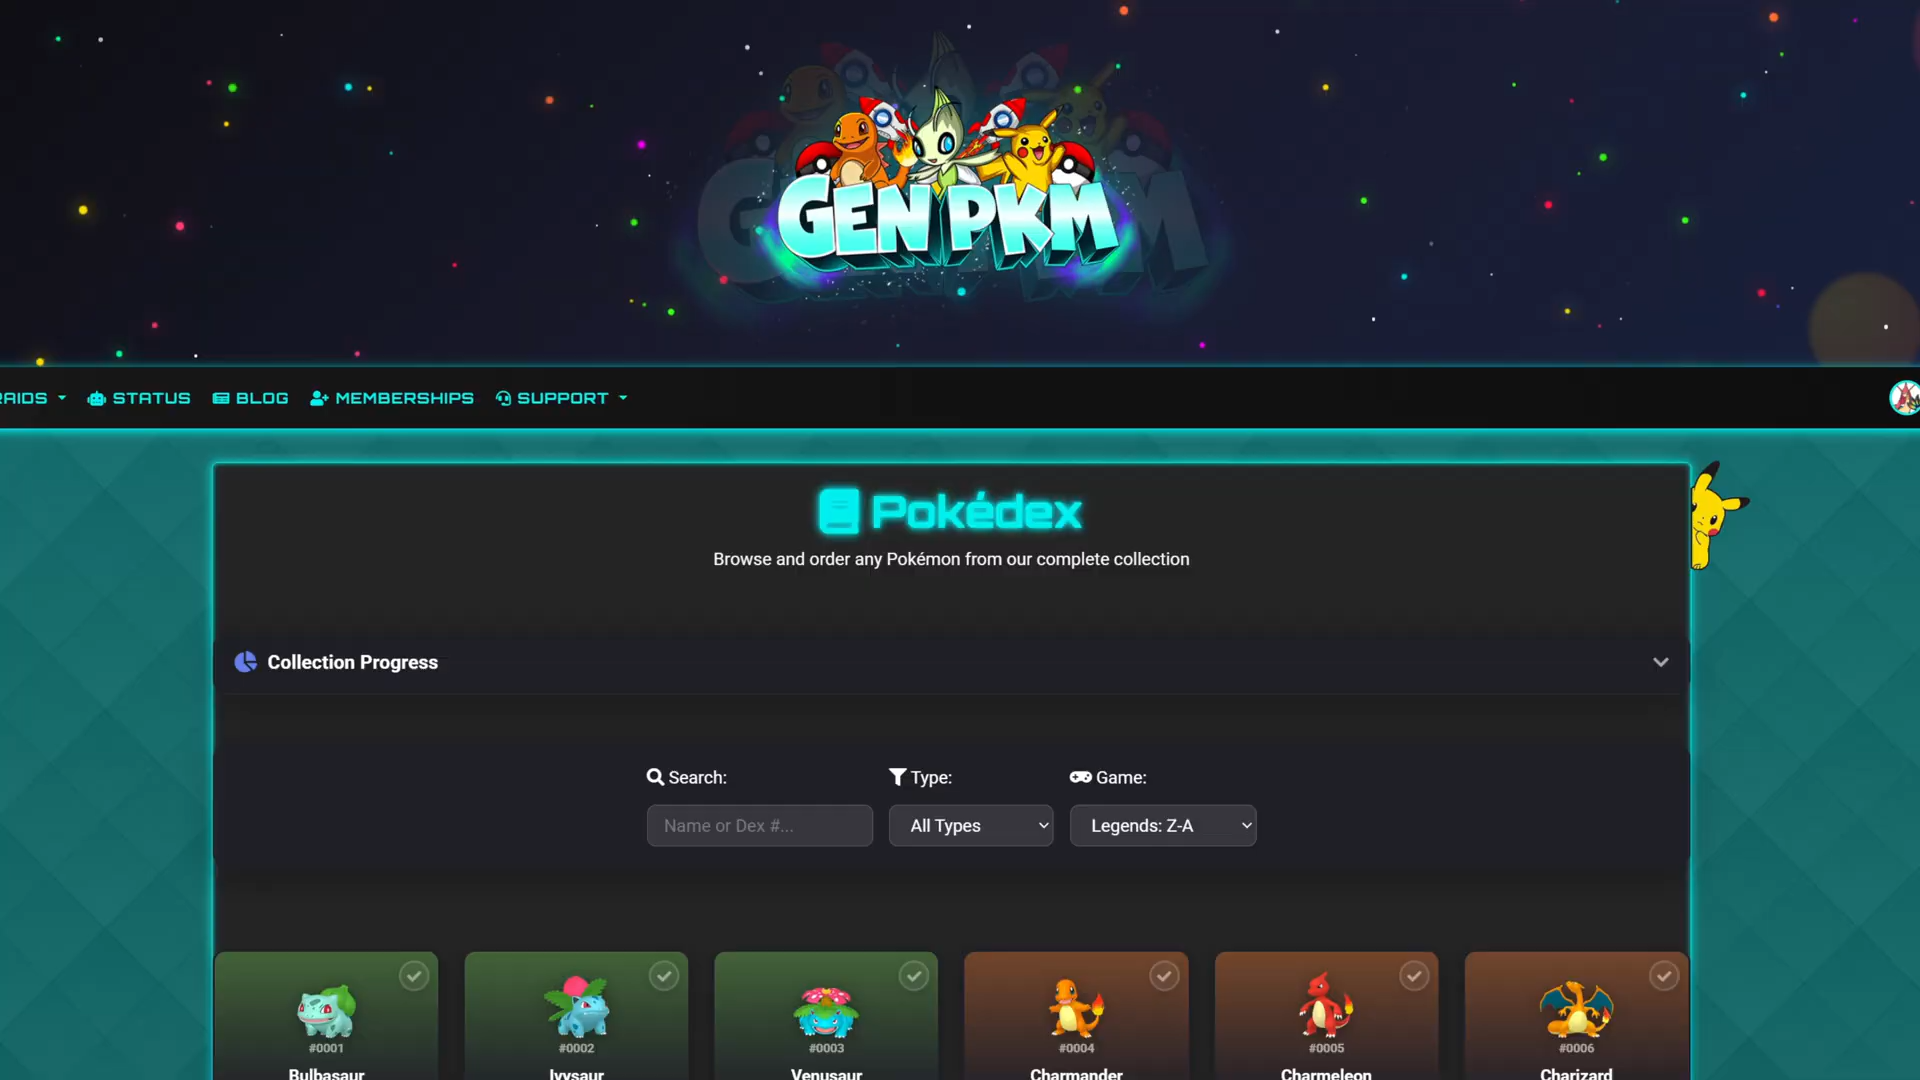 GEN PKM
RAIDS
STATUS
BLOG
MEMBERSHIPS
SUPPORT
Pokédex
Browse and order any Pokémon from our complete collection
Collection Progress
Search:
Type:
Game:
Name or Dex #...
All Types
Legends: Z-A
#0001
#0002
#0003
#0004
#0005
#0006
Bulbasaur
Ivysaur
Venusaur
Charmander
Charmeleon
Charizard